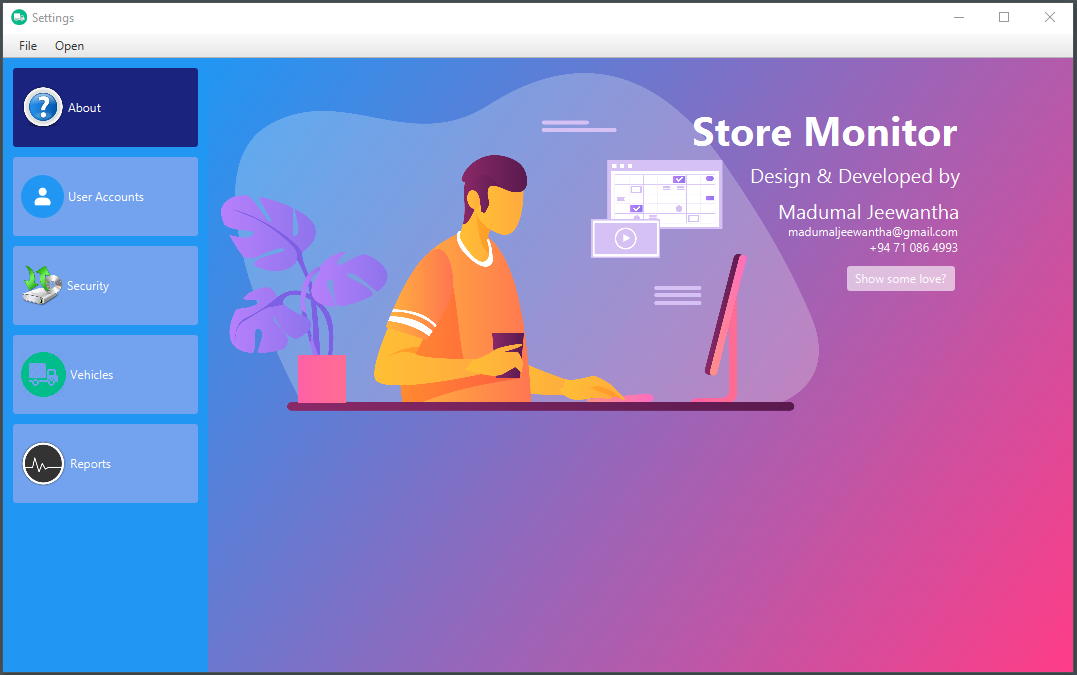 Settings
File Open
About
User Accounts
Security
Vehicles
Reports
Store Monitor
Design & Developed by
Madumal Jeewantha
madumaljeewantha@gmail.com
+94 71 086 4993
Show some love?